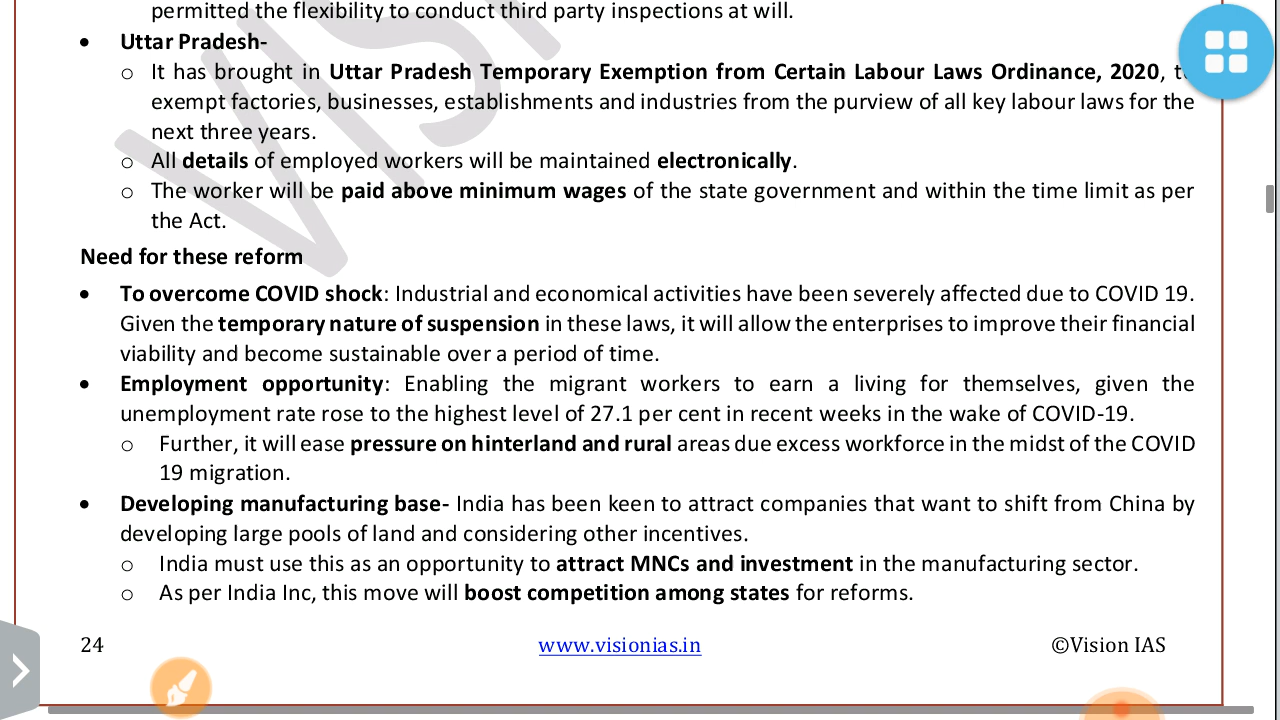 permitted the flexibility to conduct third party inspections at will.
• Uttar Pradesh-
o It has brought in Uttar Pradesh Temporary Exemption from Certain Labour Laws Ordinance, 2020,
exempt factories, businesses, establishments and industries from the purview of all key labour laws for the
next three years.
o All details of employed workers will be maintained electronically.
o The worker will be paid above minimum wages of the state government and within the time limit as per
the Act.
Need for these reform
• To overcome COVID shock: Industrial and economical activities have been severely affected due to COVID 19.
Given the temporary nature of suspension in these laws, it will allow the enterprises to improve their financial
viability and become sustainable over a period of time.
• Employment opportunity: Enabling the migrant workers to earn a living for themselves, given the
unemployment rate rose to the highest level of 27.1 per cent in recent weeks in the wake of COVID-19.
o Further, it will ease pressure on hinterland and rural areas due excess workforce in the midst of the COVID
19 migration.
• Developing manufacturing base- India has been keen to attract companies that want to shift from China by
developing large pools of land and considering other incentives.
o India must use this as an opportunity to attract MNCs and investment in the manufacturing sector.
o As per India Inc, this move will boost competition among states for reforms.
24 www.visionias.in ©Vision IAS